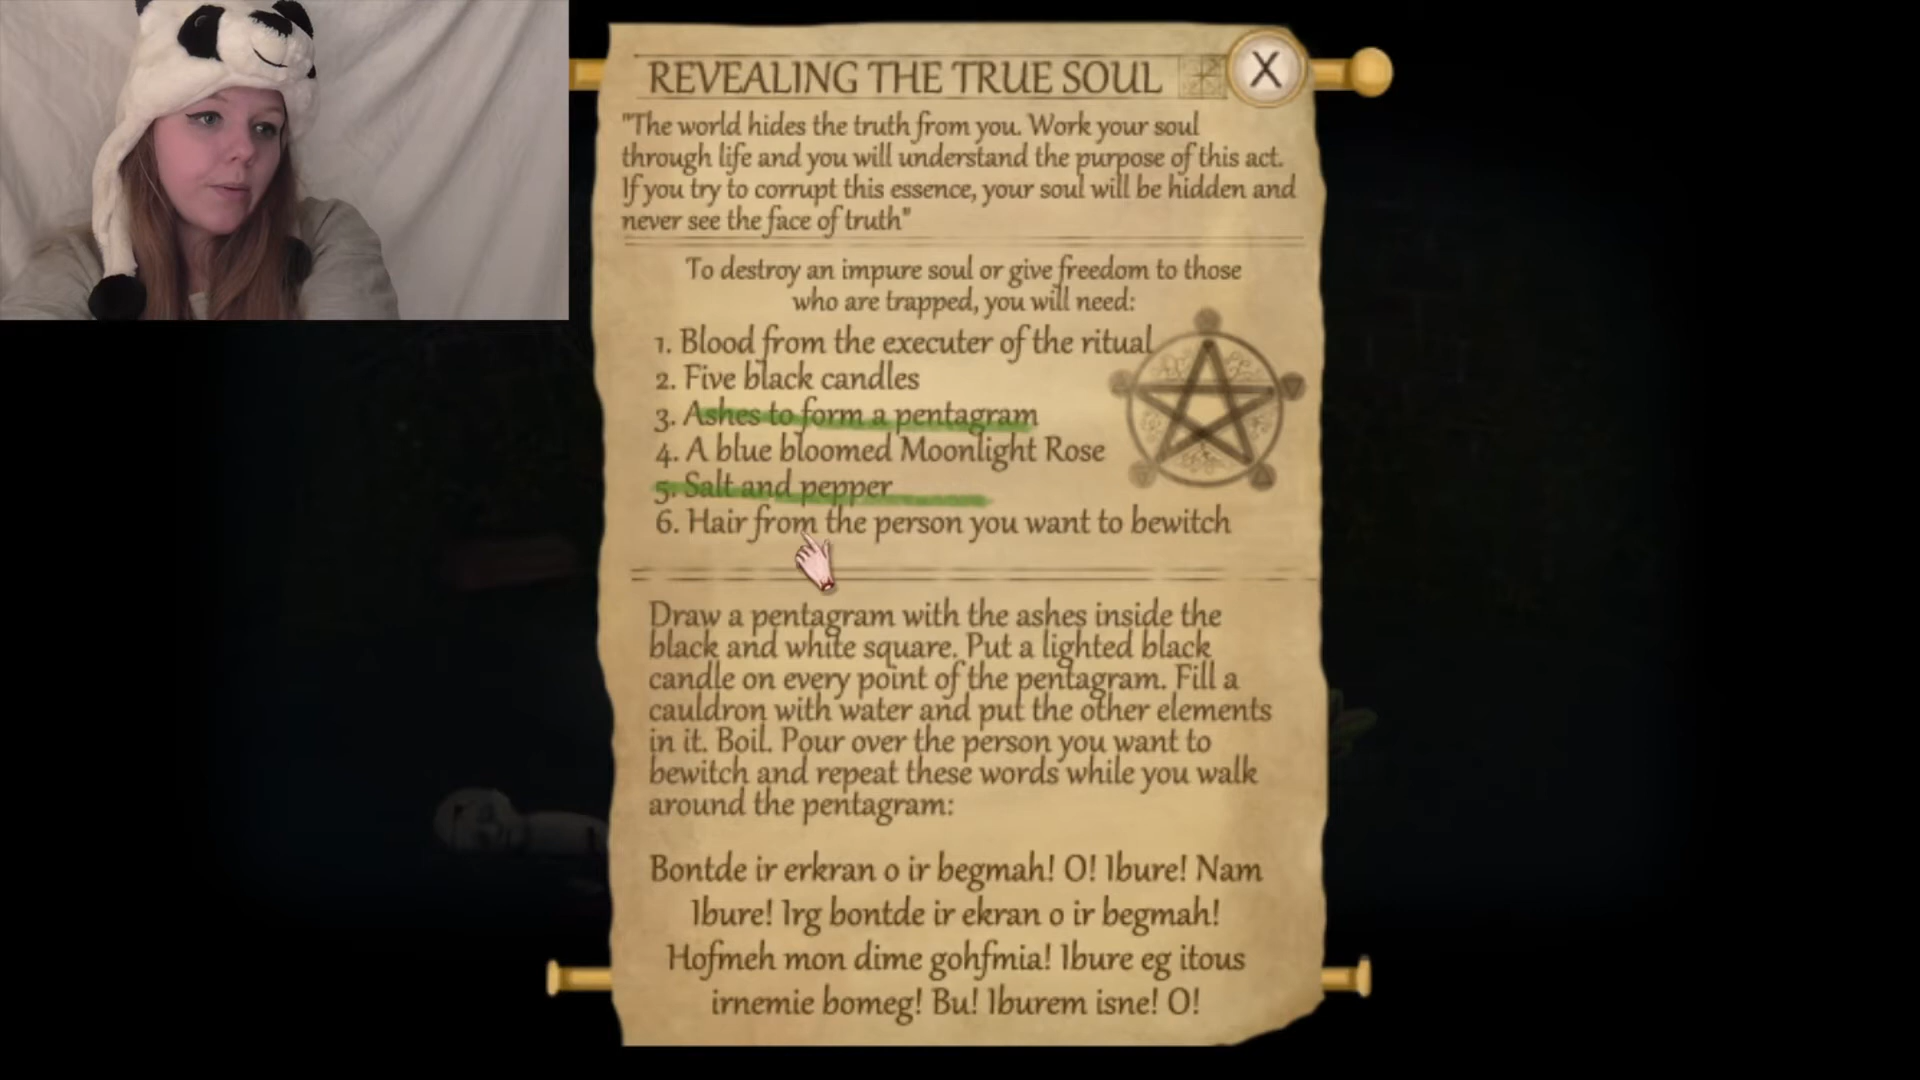 REVEALING THE TRUE SOUL
X
"The world hides the truth from you. Work your soul
through life and you will understand the purpose of this act.
If you try to corrupt this essence, your soul will be hidden and
never see the face of truth"
To destroy an impure soul or give freedom to those
who are trapped, you will need:
1. Blood from the executer of the ritual
2. Five black candles
3. Ashes to form a pentagram
4. A blue bloomed Moonlight Rose
5. Salt and pepper
6. Hair from the person you want to bewitch
Draw a pentagram with the ashes inside the
black and white square. Put a lighted black
candle on every point of the pentagram. Fill a
cauldron with water and put the other elements
in it. Boil. Pour over the person you want to
bewitch and repeat these words while you walk
around the pentagram:
Bontde ir erkran o ir begmah! O! Ibure! Nam
Ibure! Irg bontde ir ekran o ir begmah!
Hofmeh mon dime gohfmia! Ibure eg itous
irnemie bomeg! Bu! Iburem isne! O!